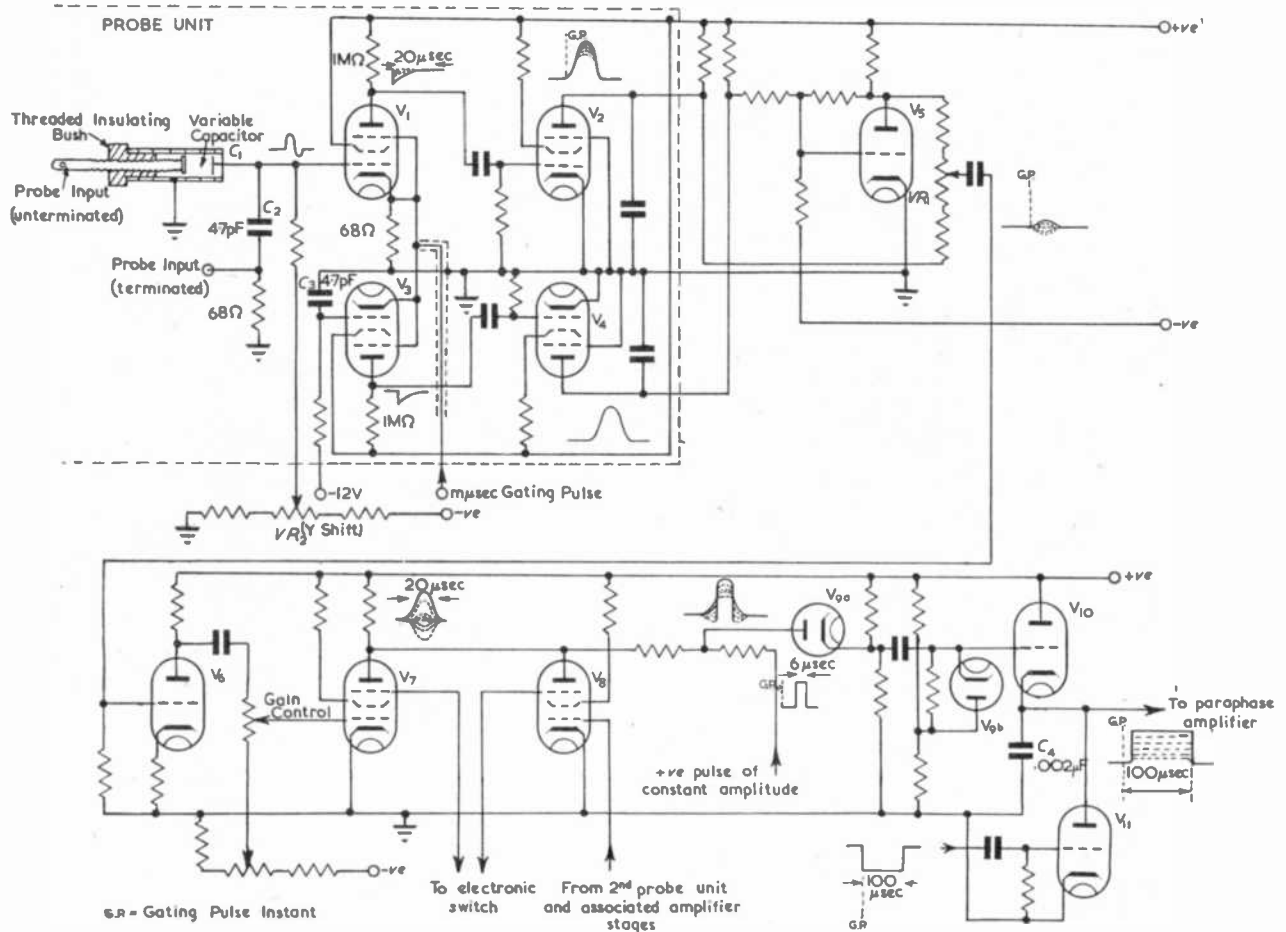 PROBE UNIT
+ve'
1MΩ
20μsec
G.P.
Threaded Insulating
Bush
Variable
Capacitor
C1
V1
V2
V5
Probe Input
(unterminated)
C2
47pF
68Ω
VR1
G.P.
Probe Input
(terminated)
68Ω
C3 4·7pF
V3
V4
-ve
1MΩ
-12V
mμsec Gating Pulse
VR2 (Y Shift)
-ve
+ve
20μsec
V9a
V10
V6
V7
V8
6μsec
G.P.
Gain
Control
V9b
To paraphase
amplifier
G.P.
C4
.002μF
100μsec
+ve pulse of
constant amplitude
V11
-ve
100
μsec
G.P.
To electronic
switch
From 2nd probe unit
and associated amplifier
stages
G.P. = Gating Pulse Instant